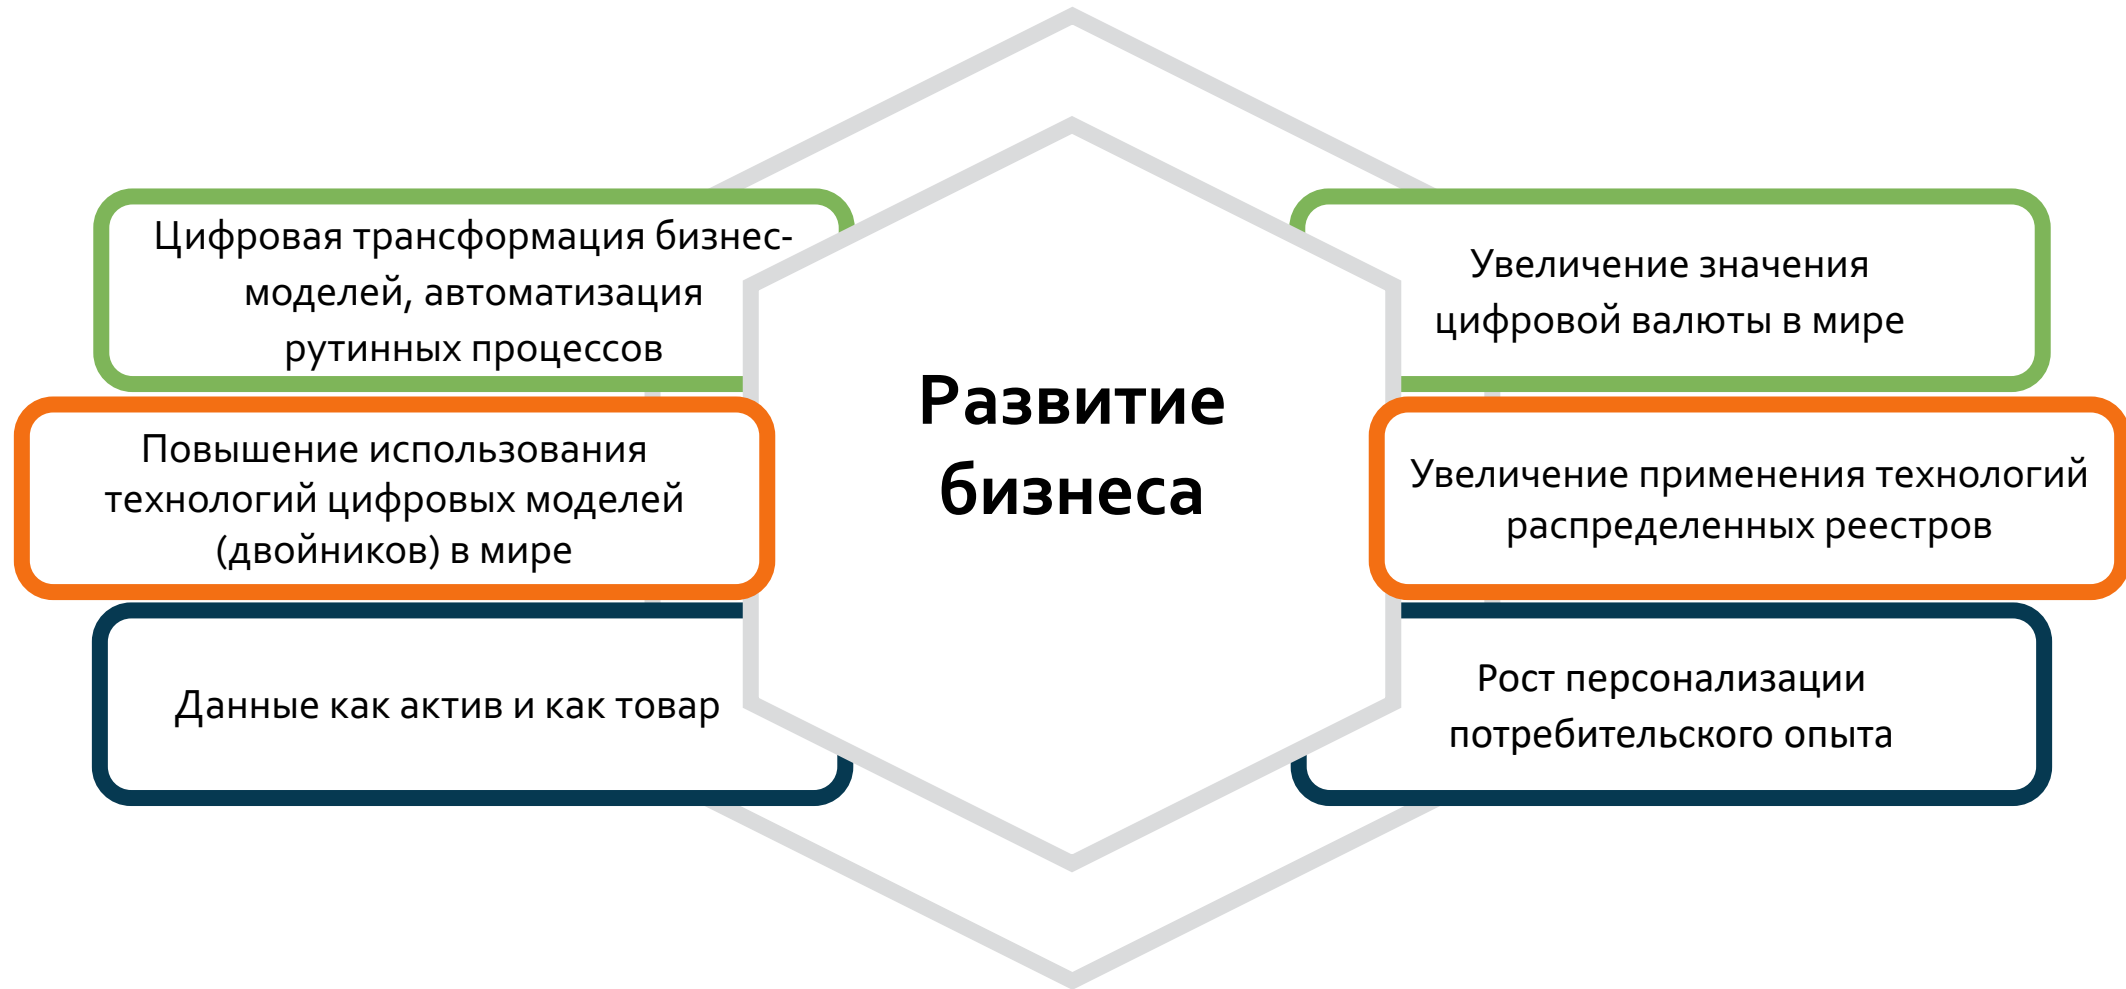 Цифровая трансформация бизнес-
моделей, автоматизация
рутинных процессов
Повышение использования
технологий цифровых моделей
(двойников) в мире
Данные как актив и как товар
Развитие
бизнеса
Увеличение значения
цифровой валюты в мире
Увеличение применения технологий
распределенных реестров
Рост персонализации
потребительского опыта